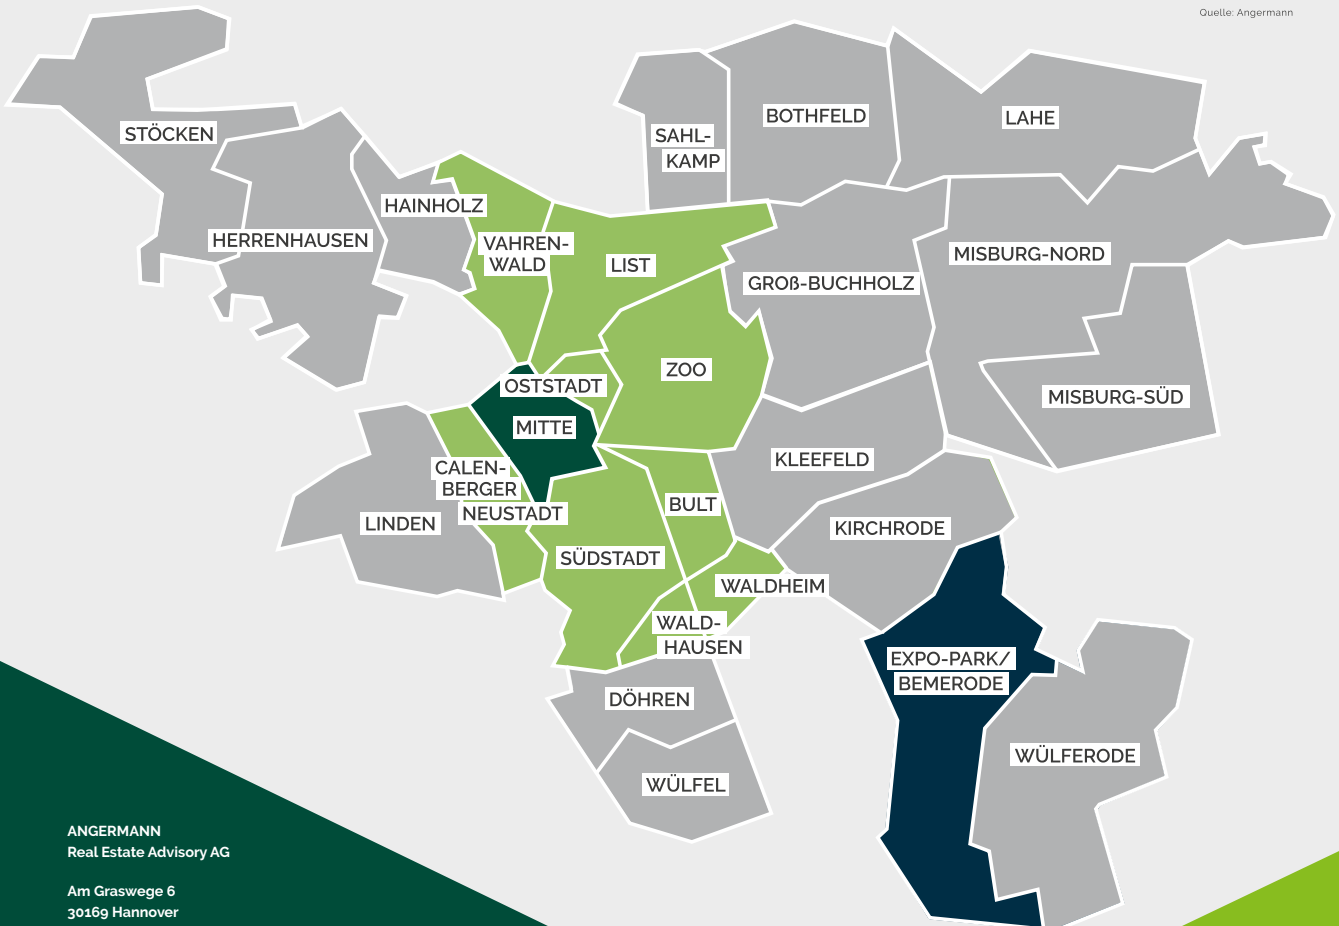 Quelle: Angermann
BOTHFELD
LAHE
STÖCKEN
SAHL-
KAMP
HAINHOLZ
HERRENHAUSEN
VAHREN-
WALD
LIST
MISBURG-NORD
GROß-BUCHHOLZ
ZOO
OSTSTADT
MISBURG-SÜD
MITTE
KLEEFELD
CALEN-
BERGER
NEUSTADT
BULT
LINDEN
KIRCHRODE
SÜDSTADT
WALDHEIM
WALD-
HAUSEN
EXPO-PARK/
BEMERODE
DÖHREN
WÜLFERODE
WÜLFEL
ANGERMANN
Real Estate Advisory AG
Am Graswege 6
30169 Hannover